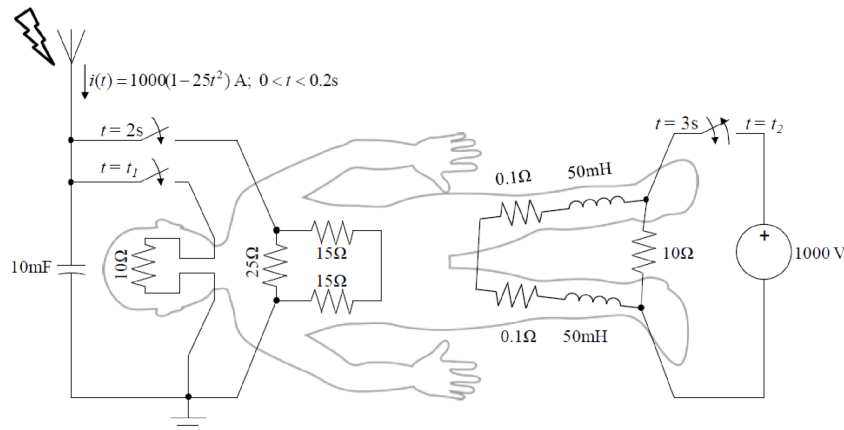 i(t) = 1000(1−25t²) A; 0 < t < 0.2s
t = 2s
t = t₁
10mF
10Ω
25Ω
15Ω
15Ω
0.1Ω
50mH
0.1Ω
50mH
10Ω
t = 3s
t = t₂
+
1000 V